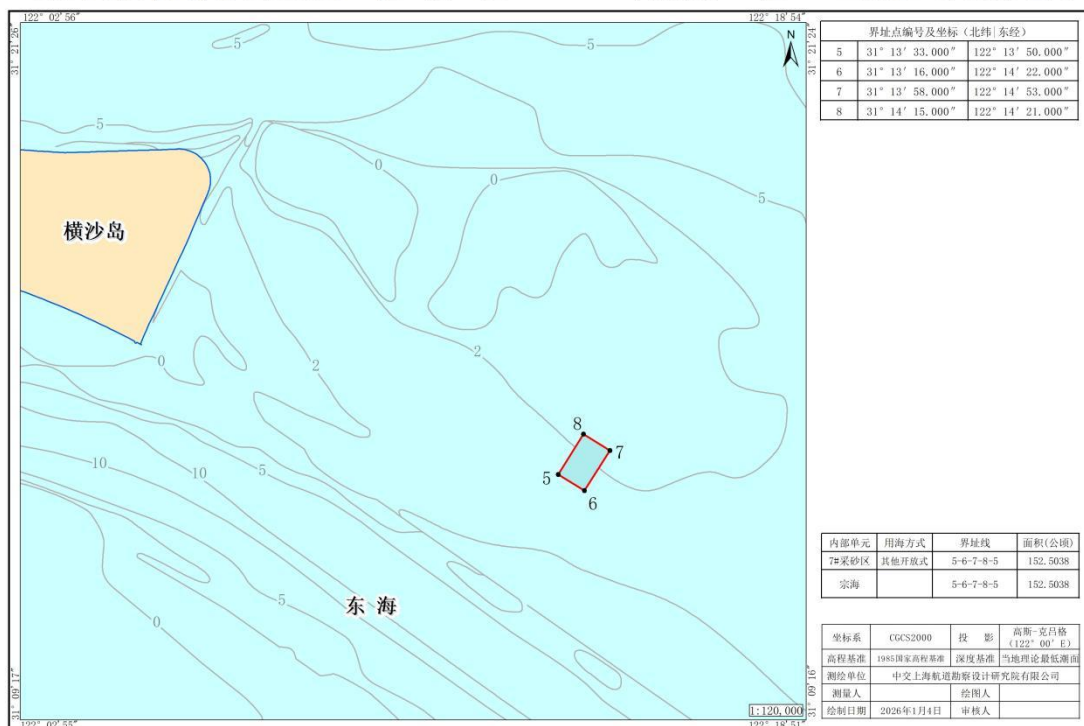 122° 02′56″
122° 18′54″
31° 21′26″
31° 21′24″
N
5
5
5
0
0
5
横沙岛
0
2
2
8
7
5
6
10
10
5
5
0
东 海
31° 09′17″
31° 09′16″
1:120,000
122° 02′55″
122° 18′51″
界址点编号及坐标（北纬|东经）
5 31° 13′ 33.000″ 122° 13′ 50.000″
6 31° 13′ 16.000″ 122° 14′ 22.000″
7 31° 13′ 58.000″ 122° 14′ 53.000″
8 31° 14′ 15.000″ 122° 14′ 21.000″
内部单元 用海方式 界址线 面积(公顷)
7#采砂区 其他开放式 5-6-7-8-5 152.5038
宗海 5-6-7-8-5 152.5038
坐标系 CGCS2000 投 影 高斯-克吕格
(122° 00′ E)
高程基准 1985国家高程基准 深度基准 当地理论最低潮面
测绘单位 中交上海航道勘察设计研究院有限公司
测量人 绘图人
绘制日期 2026年1月4日 审核人